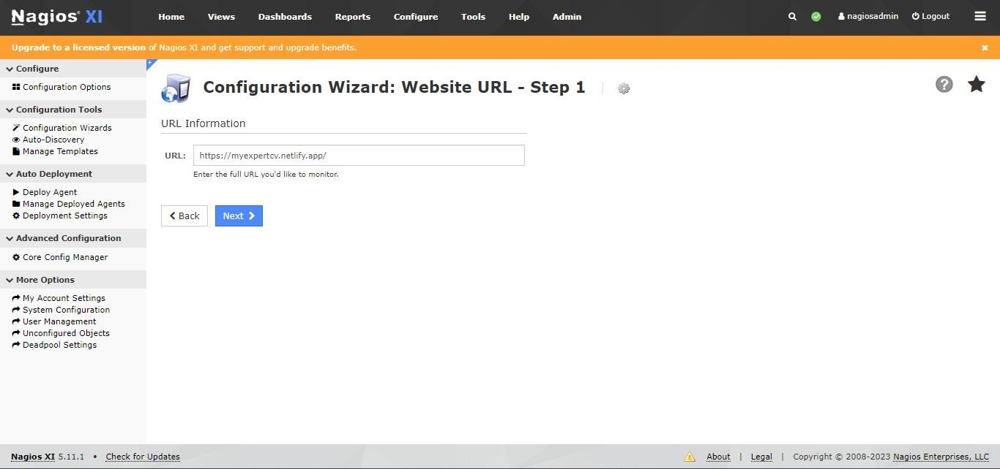 Nagios® XI Home Views Dashboards Reports Configure Tools Help Admin nagiosadmin Logout
Upgrade to a licensed version of Nagios XI and get support and upgrade benefits.
Configure
Configuration Options
Configuration Tools
Configuration Wizards
Auto-Discovery
Manage Templates
Auto Deployment
Deploy Agent
Manage Deployed Agents
Deployment Settings
Advanced Configuration
Core Config Manager
More Options
My Account Settings
System Configuration
User Management
Unconfigured Objects
Deadpool Settings
Configuration Wizard: Website URL - Step 1
URL Information
URL: https://myexpertcv.netlify.app/
Enter the full URL you'd like to monitor.
Back Next
Nagios XI 5.11.1 • Check for Updates About | Legal | Copyright © 2008-2023 Nagios Enterprises, LLC